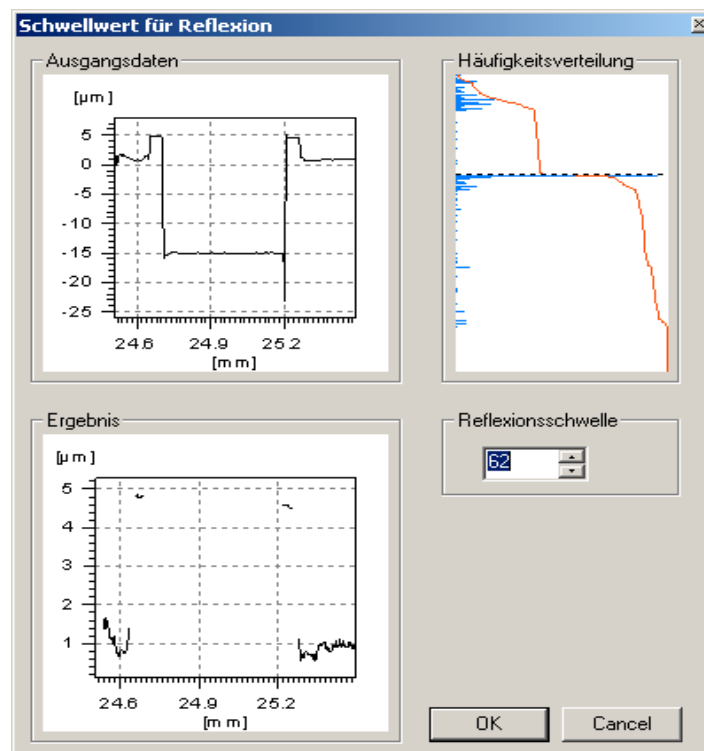 Schwellwert für Reflexion
Ausgangsdaten
[µm]
5
0
-5
-10
-15
-20
-25
24.6 24.9 25.2
[mm]
Häufigkeitsverteilung
Ergebnis
[µm]
5
4
3
2
1
24.6 24.9 25.2
[mm]
Reflexionsschwelle
62
OK Cancel